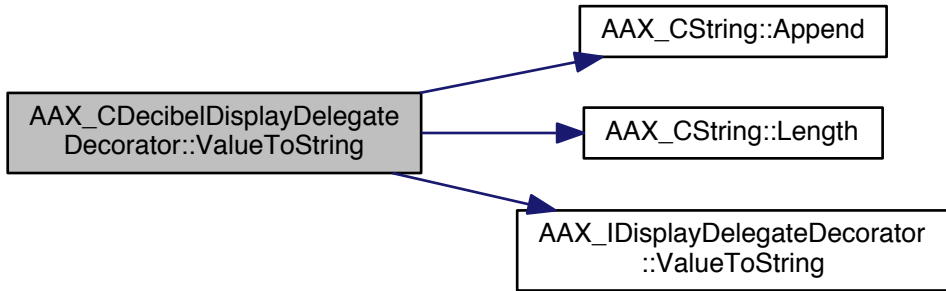 AAX_CDecibelDisplayDelegate
Decorator::ValueToString
AAX_CString::Append
AAX_CString::Length
AAX_IDisplayDelegateDecorator
::ValueToString